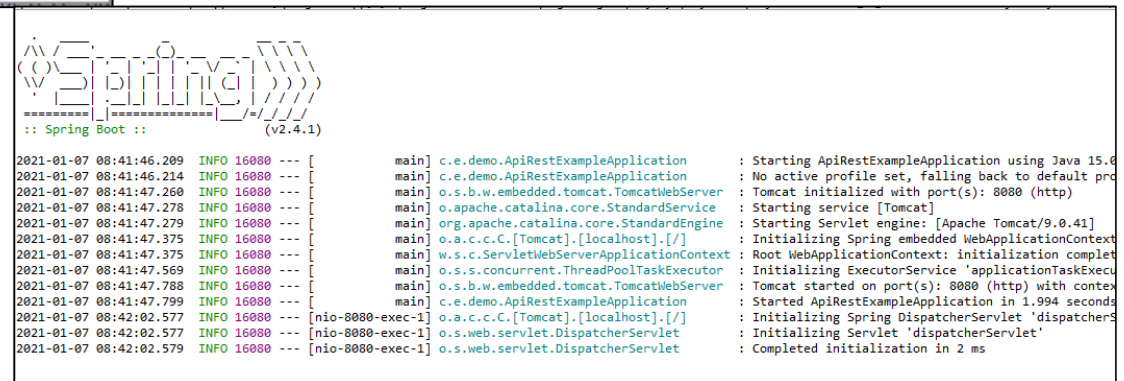 .   ____          _            __ _ _
 /\\ / ___'_ __ _ _(_)_ __  __ _ \ \ \ \
( ( )\___ | '_ | '_| | '_ \/ _` | \ \ \ \
 \\/  ___)| |_)| | | | | || (_| |  ) ) ) )
  '  |____| .__|_| |_|_| |_\__, | / / / /
 =========|_|==============|___/=/_/_/_/
 :: Spring Boot ::                (v2.4.1)
2021-01-07 08:41:46.209  INFO 16080 --- [           main] c.e.demo.ApiRestExampleApplication       : Starting ApiRestExampleApplication using Java 15.0
2021-01-07 08:41:46.214  INFO 16080 --- [           main] c.e.demo.ApiRestExampleApplication       : No active profile set, falling back to default pro
2021-01-07 08:41:47.260  INFO 16080 --- [           main] o.s.b.w.embedded.tomcat.TomcatWebServer  : Tomcat initialized with port(s): 8080 (http)
2021-01-07 08:41:47.278  INFO 16080 --- [           main] o.apache.catalina.core.StandardService   : Starting service [Tomcat]
2021-01-07 08:41:47.279  INFO 16080 --- [           main] org.apache.catalina.core.StandardEngine  : Starting Servlet engine: [Apache Tomcat/9.0.41]
2021-01-07 08:41:47.375  INFO 16080 --- [           main] o.a.c.c.C.[Tomcat].[localhost].[/]       : Initializing Spring embedded WebApplicationContext
2021-01-07 08:41:47.375  INFO 16080 --- [           main] w.s.c.ServletWebServerApplicationContext : Root WebApplicationContext: initialization complet
2021-01-07 08:41:47.569  INFO 16080 --- [           main] o.s.s.concurrent.ThreadPoolTaskExecutor  : Initializing ExecutorService 'applicationTaskExecu
2021-01-07 08:41:47.788  INFO 16080 --- [           main] o.s.b.w.embedded.tomcat.TomcatWebServer  : Tomcat started on port(s): 8080 (http) with contex
2021-01-07 08:41:47.799  INFO 16080 --- [           main] c.e.demo.ApiRestExampleApplication       : Started ApiRestExampleApplication in 1.994 seconds
2021-01-07 08:42:02.577  INFO 16080 --- [nio-8080-exec-1] o.a.c.c.C.[Tomcat].[localhost].[/]       : Initializing Spring DispatcherServlet 'dispatcherS
2021-01-07 08:42:02.577  INFO 16080 --- [nio-8080-exec-1] o.s.web.servlet.DispatcherServlet        : Initializing Servlet 'dispatcherServlet'
2021-01-07 08:42:02.579  INFO 16080 --- [nio-8080-exec-1] o.s.web.servlet.DispatcherServlet        : Completed initialization in 2 ms